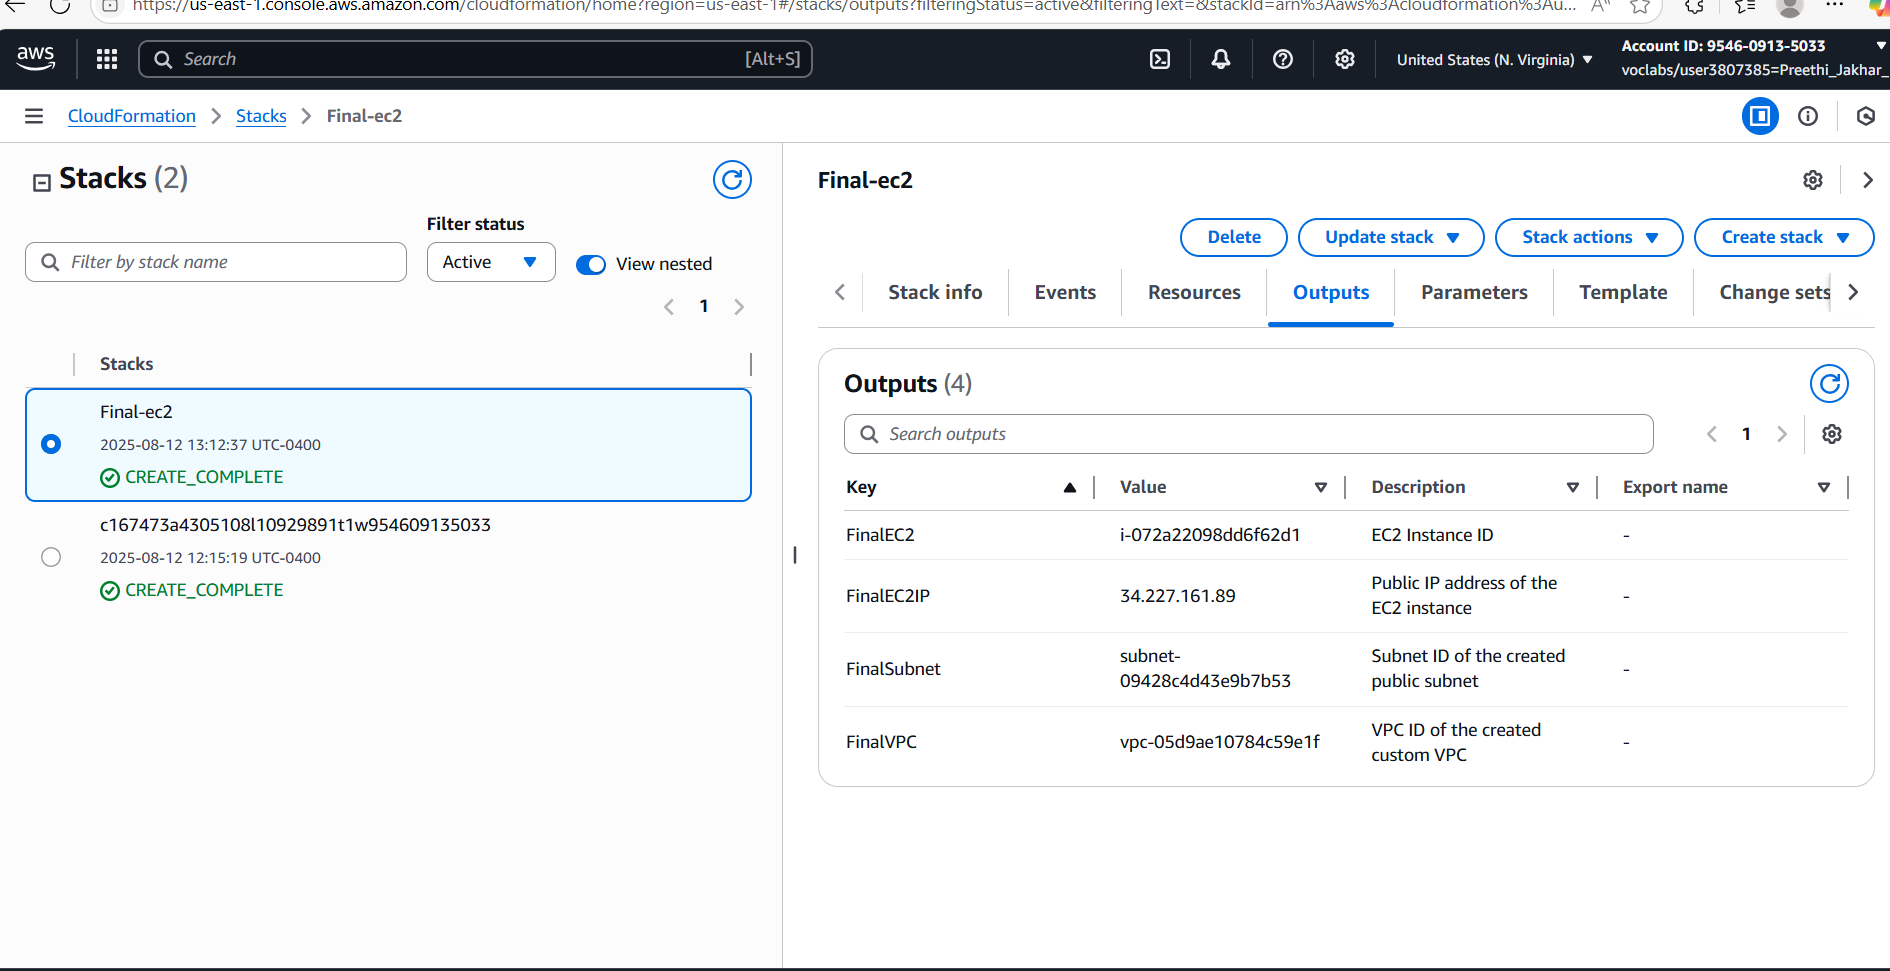 https://us-east-1.console.aws.amazon.com/cloudformation/home?region=us-east-1#/stacks/outputs?filteringStatus=active&filteringText=&stackId=arn%3Aaws%3Acloudformation%3Au...
aws
Search [Alt+S]
United States (N. Virginia)
Account ID: 9546-0913-5033
voclabs/user3807385=Preethi_Jakhar_
CloudFormation Stacks Final-ec2
Stacks (2)
Filter status
Filter by stack name
Active
View nested
1
Stacks
Final-ec2
2025-08-12 13:12:37 UTC-0400
CREATE_COMPLETE
c167473a4305108l10929891t1w954609135033
2025-08-12 12:15:19 UTC-0400
CREATE_COMPLETE
Final-ec2
Delete Update stack Stack actions Create stack
Stack info Events Resources Outputs Parameters Template Change sets
Outputs (4)
Search outputs
1
Key Value Description Export name
FinalEC2 i-072a22098dd6f62d1 EC2 Instance ID -
FinalEC2IP 34.227.161.89 Public IP address of the
EC2 instance -
FinalSubnet subnet-
09428c4d43e9b7b53 Subnet ID of the created
public subnet -
FinalVPC vpc-05d9ae10784c59e1f VPC ID of the created
custom VPC -